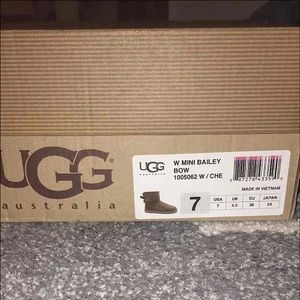 UGG
australia
UGG
australia
W MINI BAILEY
BOW
1005062 W / CHE
MADE IN VIETNAM
7
USA UK EU JAPAN
7 5.5 38 24